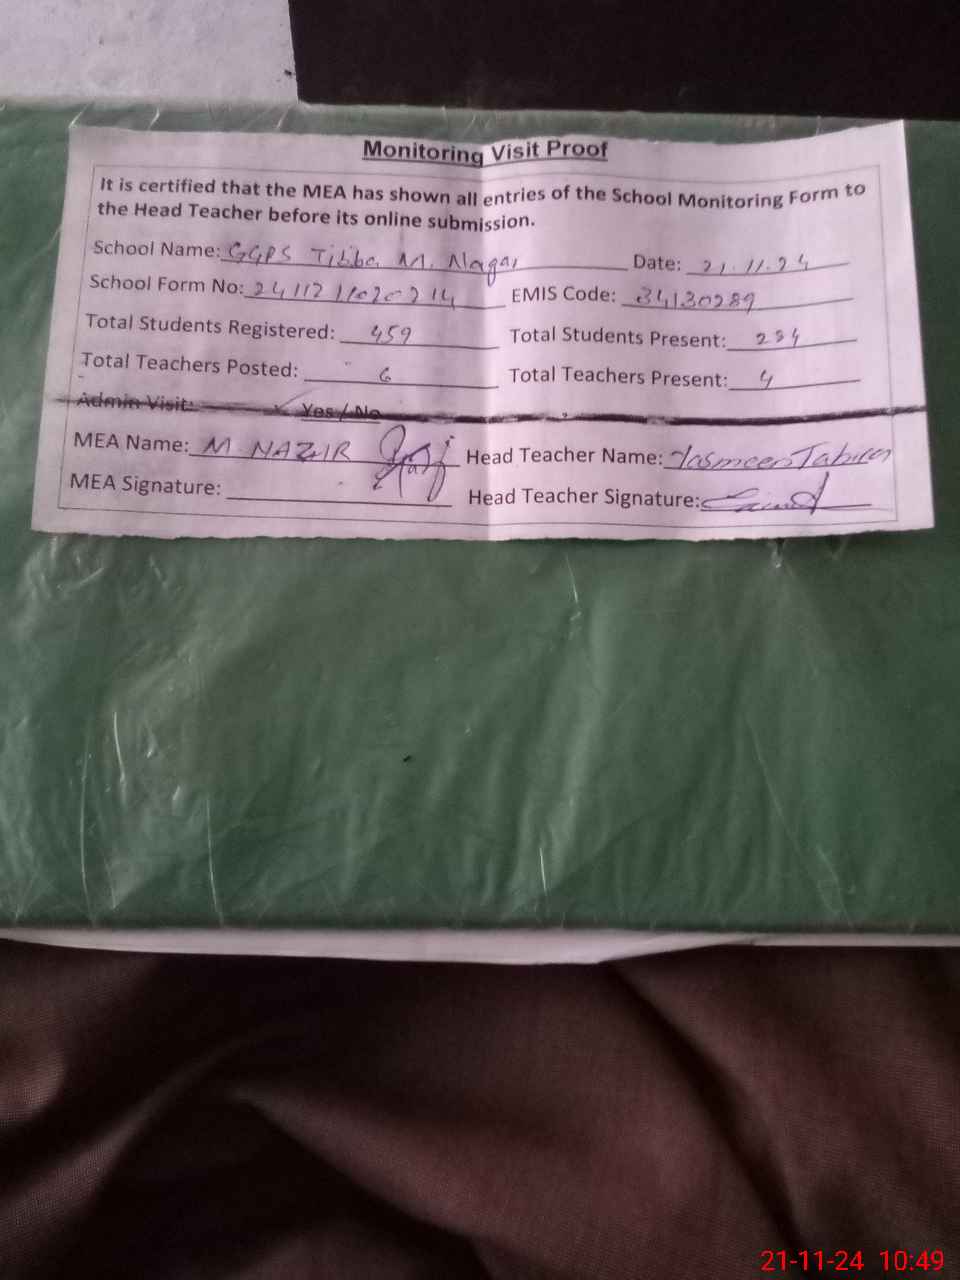 Monitoring Visit Proof
It is certified that the MEA has shown all entries of the School Monitoring Form to
the Head Teacher before its online submission.
School Name: GGPS Tibba M. Nagar Date: 21.11.24
School Form No: 241121102 0214 EMIS Code: 34130289
Total Students Registered: 459 Total Students Present: 284
Total Teachers Posted: 6 Total Teachers Present: 4
Admin Visit: Yes / No
MEA Name: M. NAZIR Head Teacher Name: Yasmeen
MEA Signature: Head Teacher Signature:
21-11-24 10:49